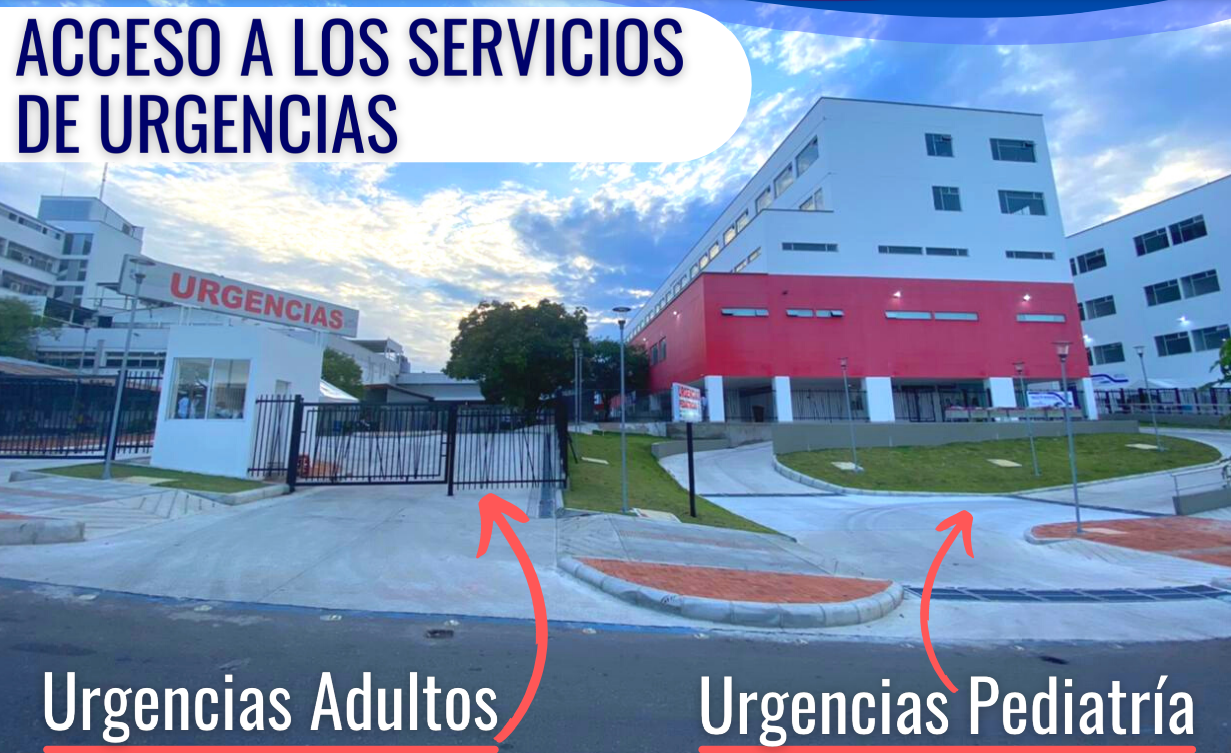 ACCESO A LOS SERVICIOS
DE URGENCIAS
URGENCIAS
Urgencias Adultos
Urgencias Pediatría